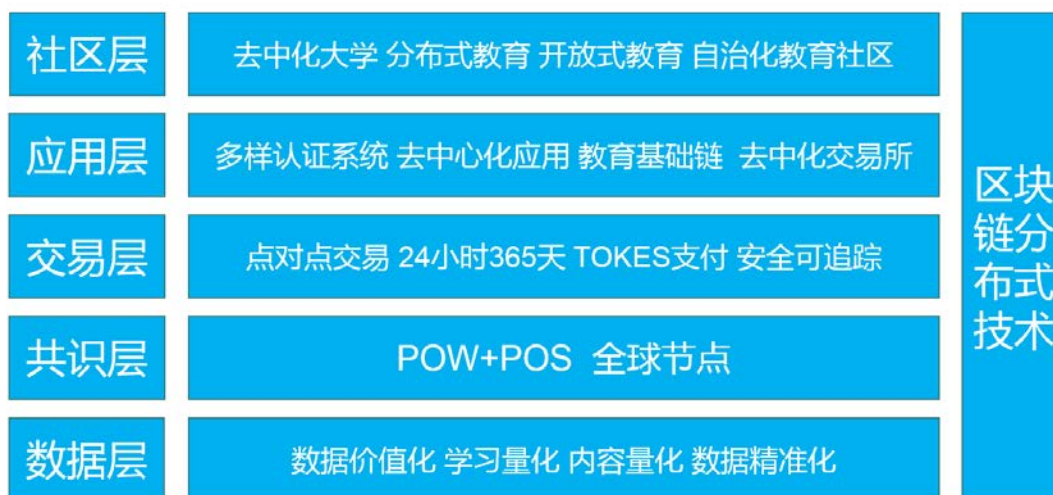 社区层
去中化大学 分布式教育 开放式教育 自治化教育社区
应用层
多样认证系统 去中心化应用 教育基础链 去中化交易所
交易层
点对点交易 24小时365天 TOKES支付 安全可追踪
共识层
POW+POS 全球节点
数据层
数据价值化 学习量化 内容量化 数据精准化
区块
链分
布式
技术